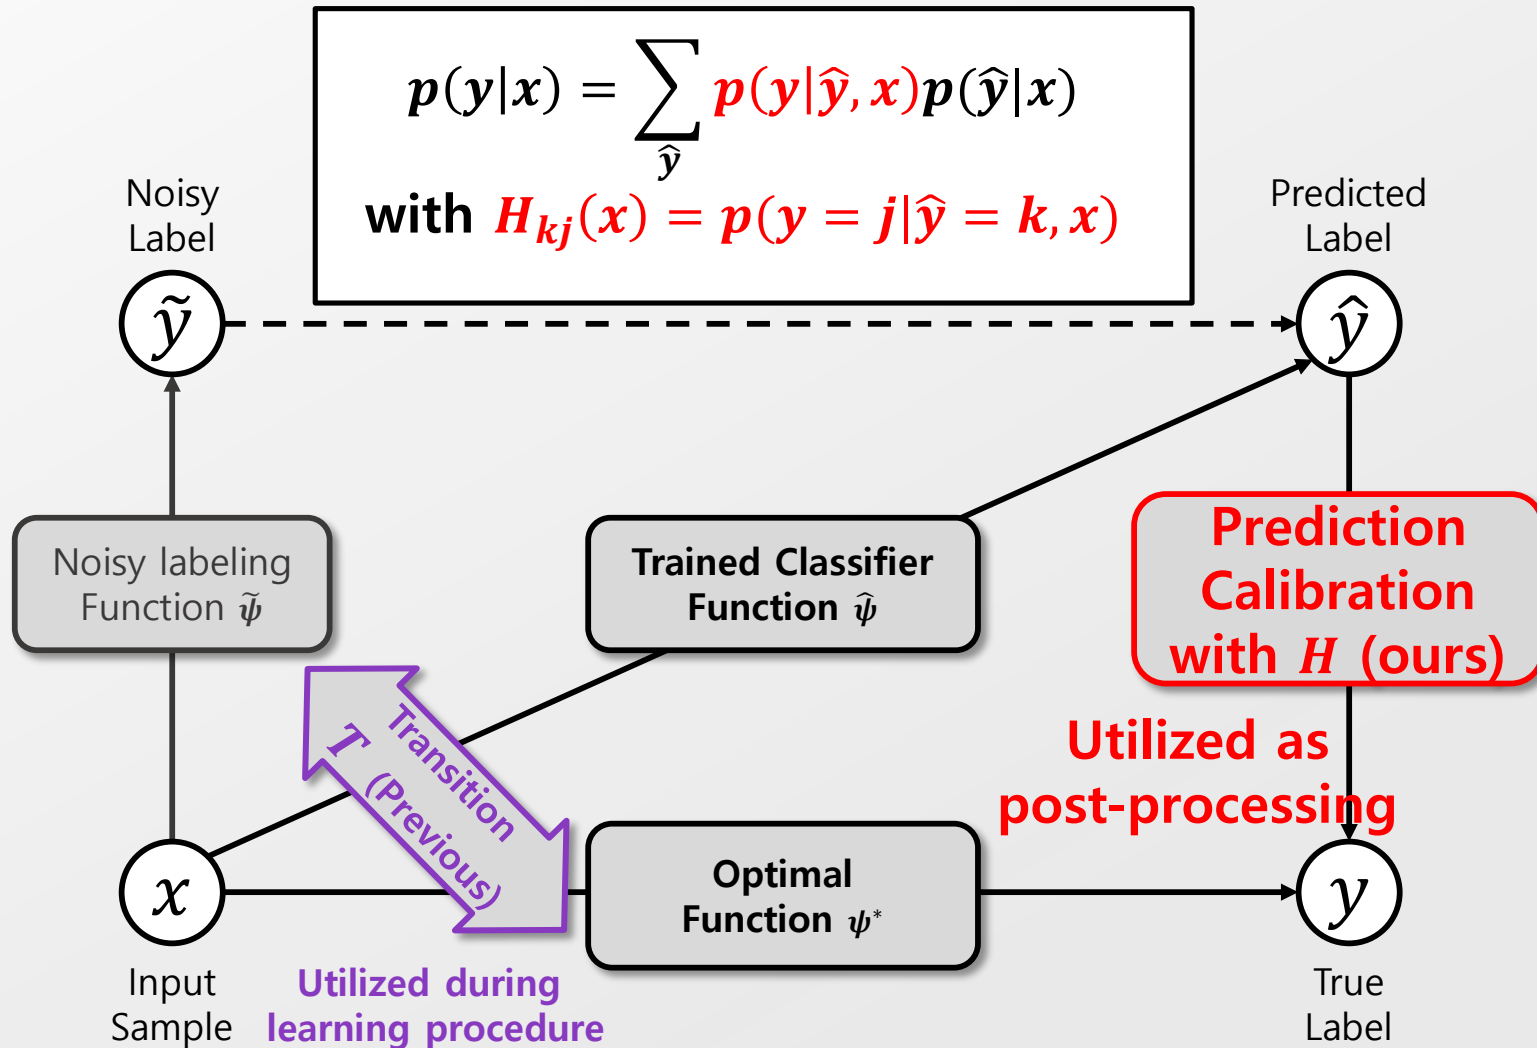 p(y|x) = ∑ p(y|ŷ, x)p(ŷ|x)
ŷ
with H_kj(x) = p(y = j|ŷ = k, x)
Noisy
Label
ỹ
Predicted
Label
ŷ
Noisy labeling
Function ψ̃
Trained Classifier
Function ψ̂
Prediction
Calibration
with H (ours)
Transition
T (Previous)
Utilized as
post-processing
x
Optimal
Function ψ*
y
Input
Sample
Utilized during
learning procedure
True
Label